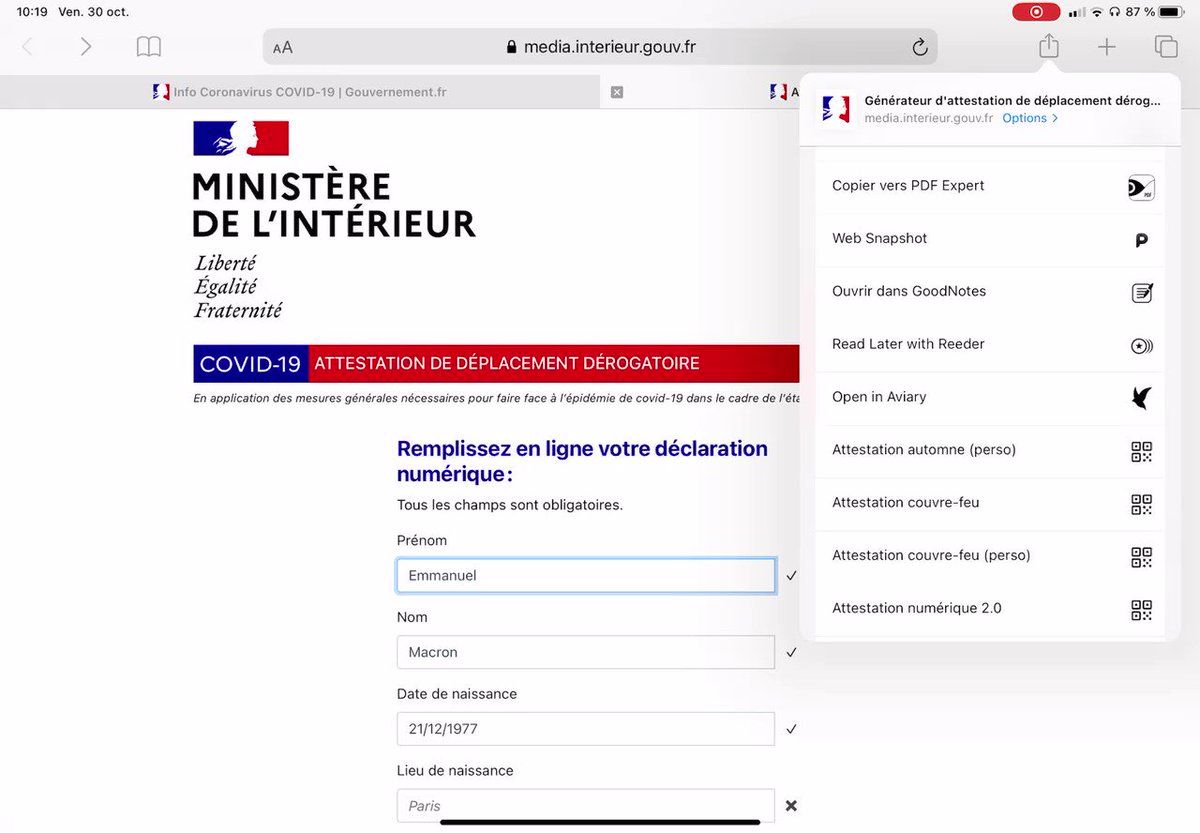 10:19 Ven. 30 oct.
87 %
AA
media.interieur.gouv.fr
Info Coronavirus COVID-19 | Gouvernement.fr
A
MINISTÈRE
DE L'INTÉRIEUR
Liberté
Égalité
Fraternité
COVID-19 ATTESTATION DE DÉPLACEMENT DÉROGATOIRE
En application des mesures générales nécessaires pour faire face à l'épidémie de covid-19 dans le cadre de l'éta
Remplissez en ligne votre déclaration
numérique :
Tous les champs sont obligatoires.
Prénom
Emmanuel
Nom
Macron
Date de naissance
21/12/1977
Lieu de naissance
Paris
Générateur d'attestation de déplacement dérog...
media.interieur.gouv.fr Options >
Copier vers PDF Expert
PDF
Web Snapshot
Ouvrir dans GoodNotes
Read Later with Reeder
Open in Aviary
Attestation automne (perso)
Attestation couvre-feu
Attestation couvre-feu (perso)
Attestation numérique 2.0